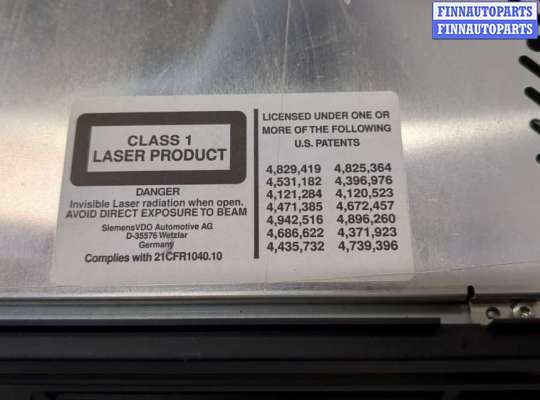 FINNAUTOPARTS
FINNAUTOPARTS
CLASS 1
LASER PRODUCT
DANGER
Invisible Laser radiation when open.
AVOID DIRECT EXPOSURE TO BEAM
SiemensVDO Automotive AG
D-35576 Wetzlar
Germany
Complies with 21CFR1040.10
LICENSED UNDER ONE OR
MORE OF THE FOLLOWING
U.S. PATENTS
4,829,419 4,825,364
4,531,182 4,396,976
4,121,284 4,120,523
4,471,385 4,672,457
4,942,516 4,896,260
4,686,622 4,371,923
4,435,732 4,739,396